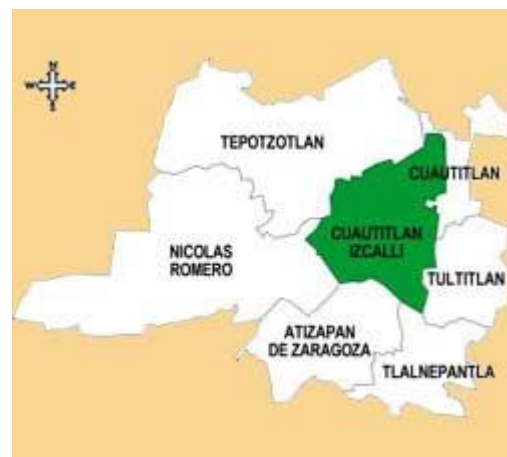 N
W E
S
TEPOTZOTLAN
CUAUTITLAN
CUAUTITLAN
IZCALLI
NICOLAS
ROMERO
TULTITLAN
ATIZAPAN
DE ZARAGOZA
TLALNEPANTLA